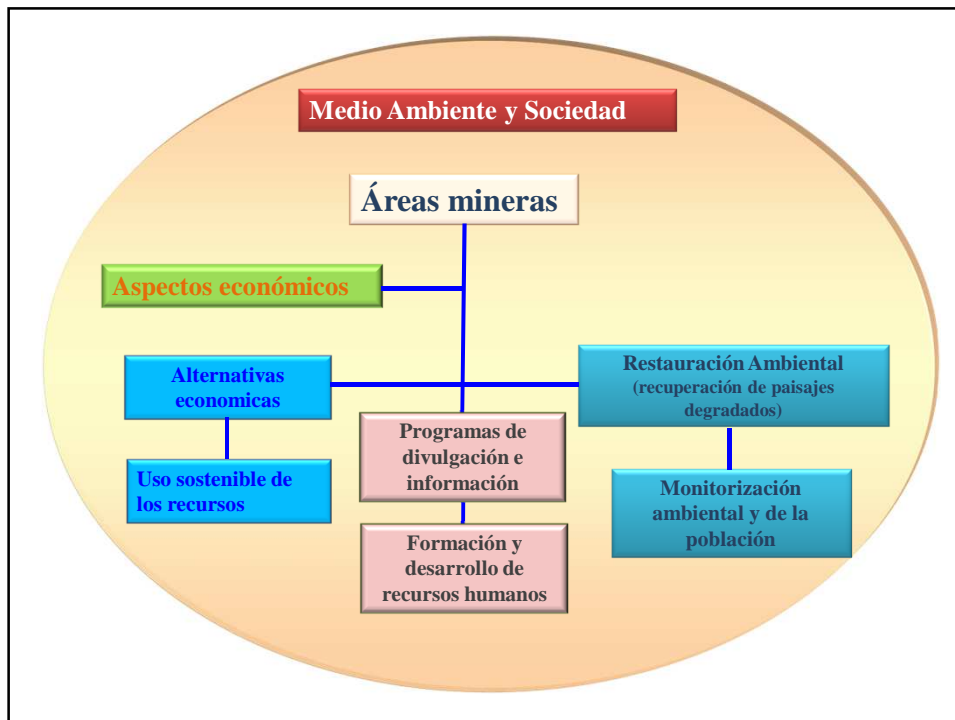 Medio Ambiente y Sociedad
Áreas mineras
Aspectos económicos
Alternativas
economicas
Uso sostenible de
los recursos
Programas de
divulgación e
información
Formación y
desarrollo de
recursos humanos
Restauración Ambiental
(recuperación de paisajes
degradados)
Monitorización
ambiental y de la
población